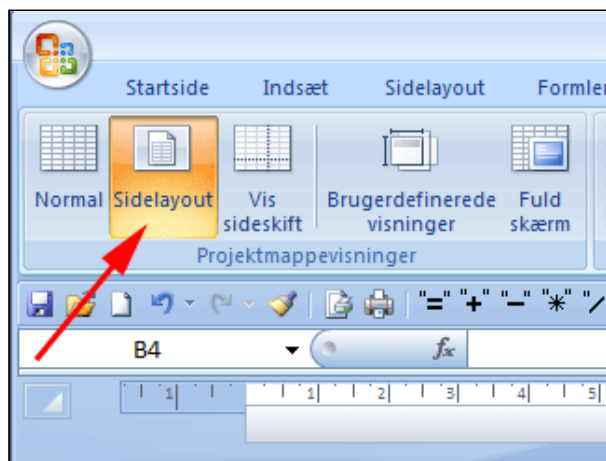 Startside Indsæt Sidelayout Formler
Normal Sidelayout Vis sideskift Brugerdefinerede visninger Fuld skærm
Projektmappevisninger
"=" "+" "-" "*" "/
B4 fx
1 1 2 3 4 5